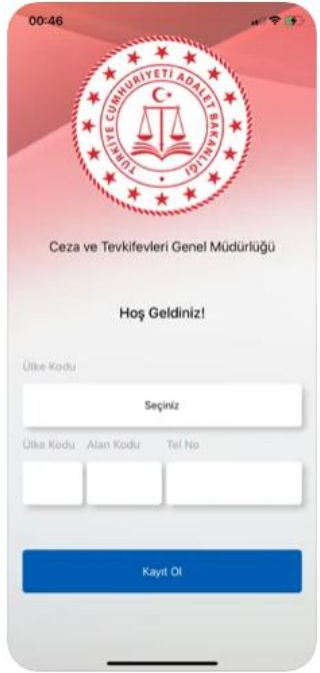 00:46
TÜRKİYE CUMHURİYETİ ADALET BAKANLIĞI
Ceza ve Tevkifevleri Genel Müdürlüğü
Hoş Geldiniz!
Ülke Kodu
Seçiniz
Ülke Kodu Alan Kodu Tel No
Kayıt Ol